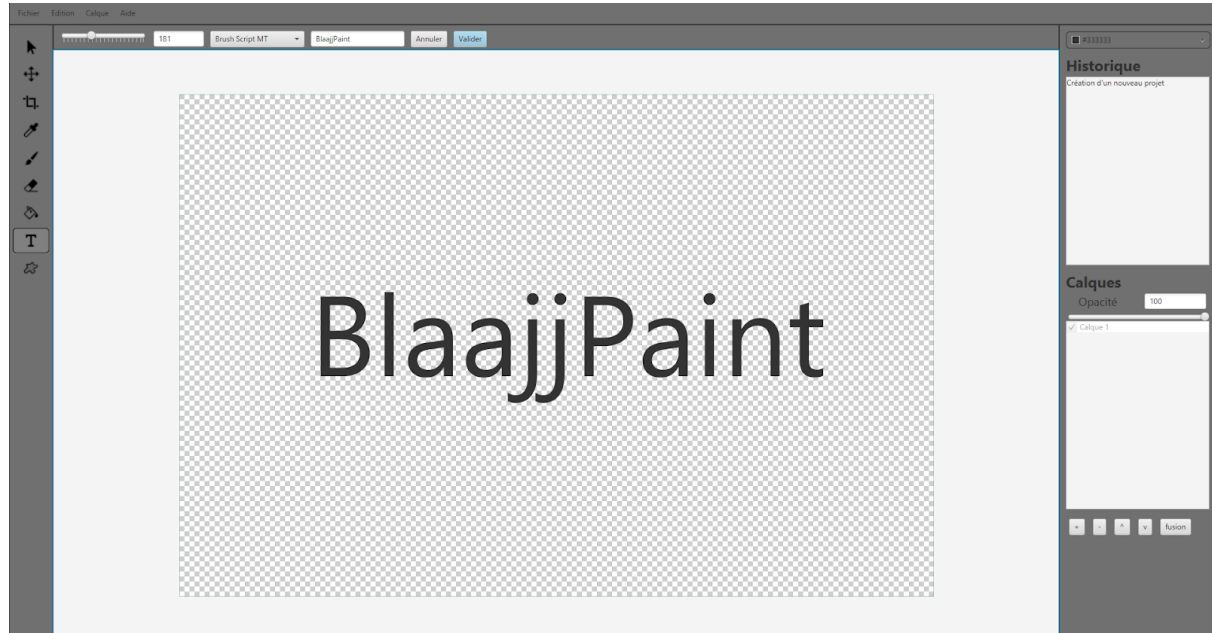 Fichier Edition Calque Aide
181 Brush Script MT BlaajjPaint Annuler Valider
#333333
Historique
Création d'un nouveau projet
T
BlaajjPaint
Calques
Opacité 100
Calque 1
+ - ^ v fusion